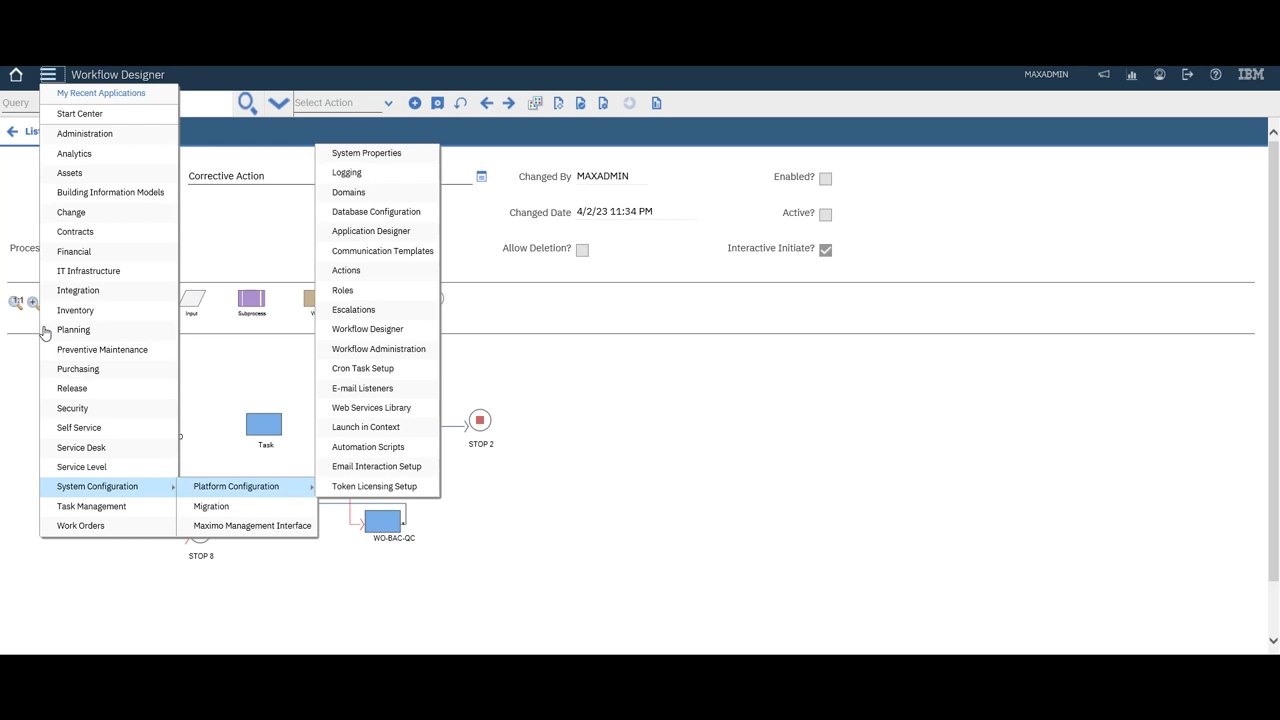 Workflow Designer
MAXADMIN
IBM
Query
Select Action
My Recent Applications
Start Center
Administration
Analytics
Assets
Building Information Models
Change
Contracts
Financial
IT Infrastructure
Integration
Inventory
Planning
Preventive Maintenance
Purchasing
Release
Security
Self Service
Service Desk
Service Level
System Configuration
Task Management
Work Orders
Platform Configuration
Migration
Maximo Management Interface
System Properties
Logging
Domains
Database Configuration
Application Designer
Communication Templates
Actions
Roles
Escalations
Workflow Designer
Workflow Administration
Cron Task Setup
E-mail Listeners
Web Services Library
Launch in Context
Automation Scripts
Email Interaction Setup
Token Licensing Setup
Corrective Action
Changed By MAXADMIN
Enabled?
Changed Date 4/2/23 11:34 PM
Active?
Allow Deletion?
Interactive Initiate?
1:1
Input
Subprocess
Task
STOP 2
WO-BAC-QC
STOP 8